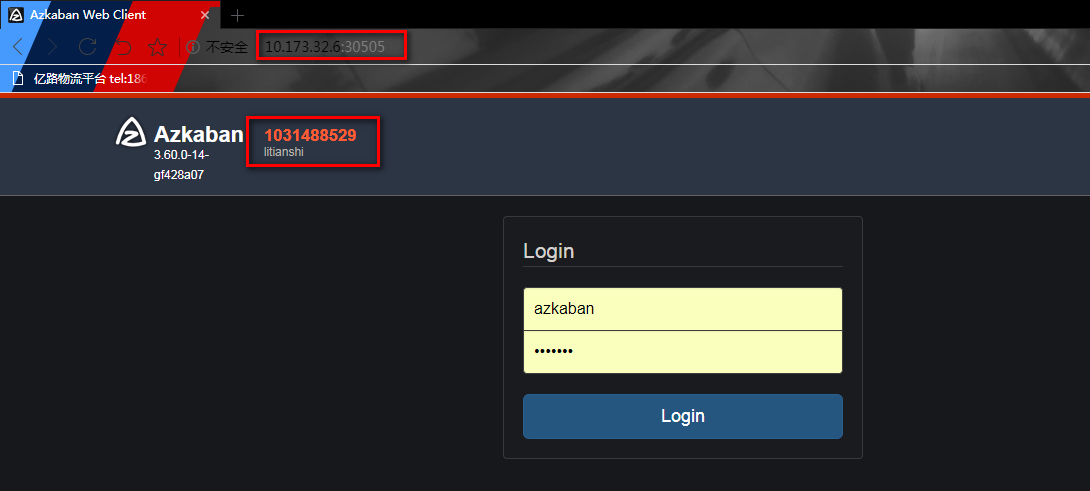 Azkaban Web Client
不安全
10.173.32.6:30505
亿路物流平台 tel:186
Azkaban
1031488529
litianshi
3.60.0-14-
gf428a07
Login
azkaban
•••••••
Login